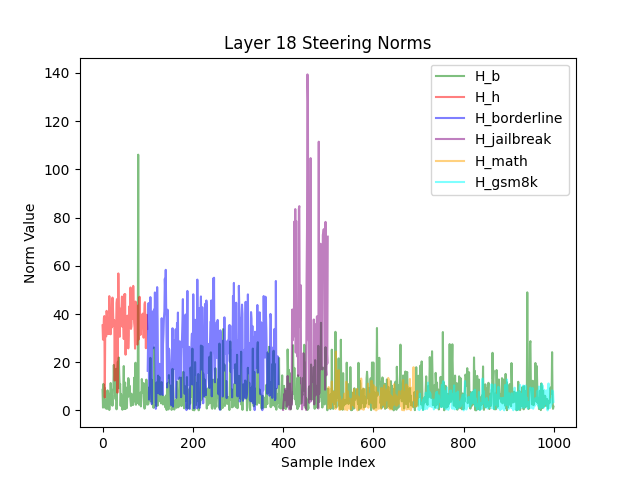 Layer 18 Steering Norms
140
120
100
80
60
40
20
0
Norm Value
H_b
H_h
H_borderline
H_jailbreak
H_math
H_gsm8k
0 200 400 600 800 1000
Sample Index